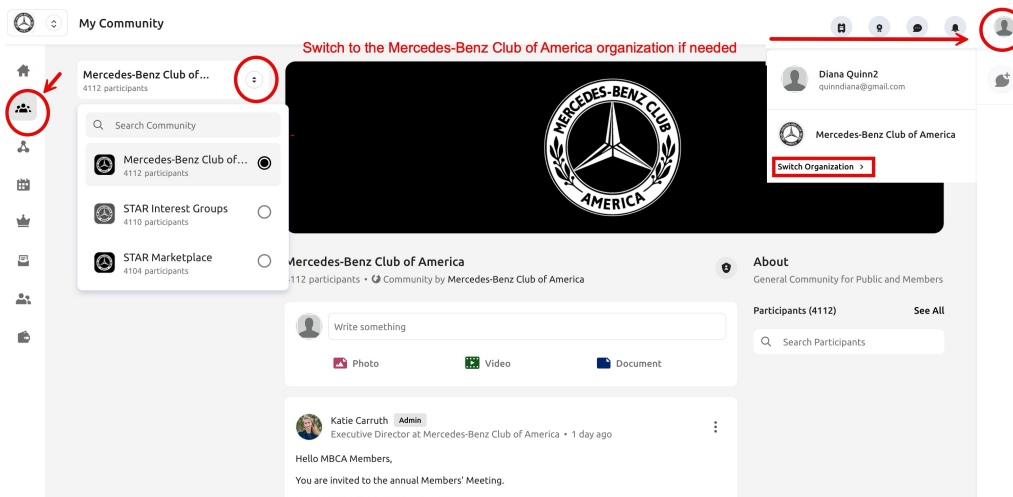 My Community
Switch to the Mercedes-Benz Club of America organization if needed
Mercedes-Benz Club of...
4112 participants
Search Community
Mercedes-Benz Club of...
4112 participants
STAR Interest Groups
4110 participants
STAR Marketplace
4104 participants
MERCEDES-BENZ CLUB
AMERICA
Diana Quinn2
quinndiana@gmail.com
Mercedes-Benz Club of America
Switch Organization >
Mercedes-Benz Club of America
4112 participants • Community by Mercedes-Benz Club of America
Write something
Photo
Video
Document
Katie Carruth Admin
Executive Director at Mercedes-Benz Club of America • 1 day ago
Hello MBCA Members,
You are invited to the annual Members' Meeting.
About
General Community for Public and Members
Participants (4112)
See All
Search Participants